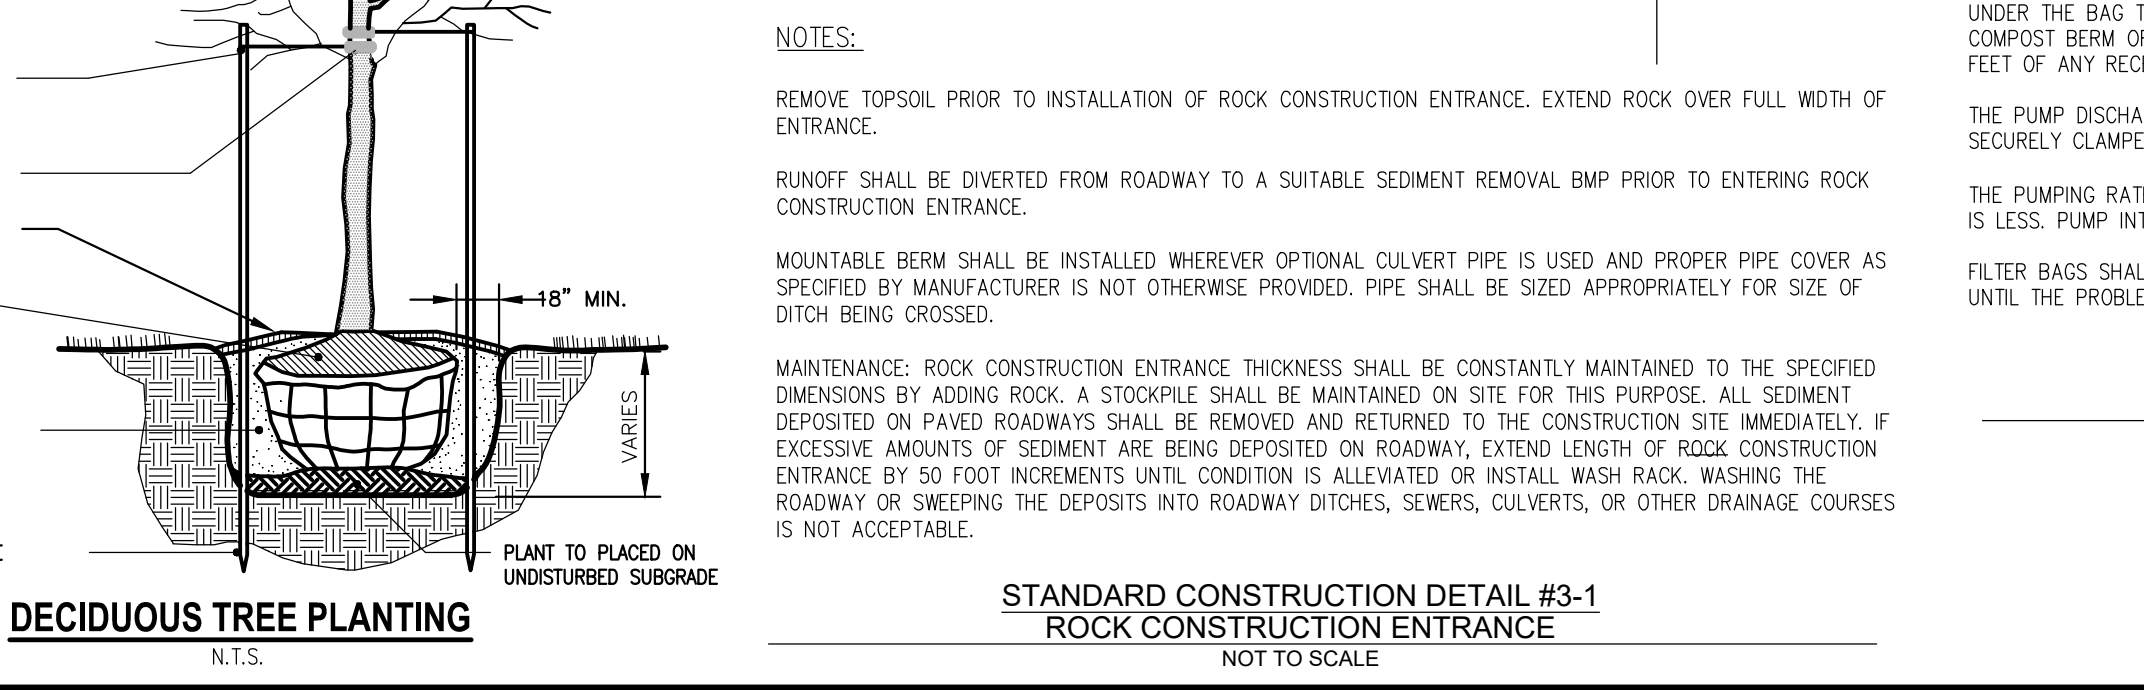 18" MIN.
VARIES
PLANT TO PLACED ON
UNDISTURBED SUBGRADE
DECIDUOUS TREE PLANTING
N.T.S.
NOTES:
REMOVE TOPSOIL PRIOR TO INSTALLATION OF ROCK CONSTRUCTION ENTRANCE. EXTEND ROCK OVER FULL WIDTH OF
ENTRANCE.
RUNOFF SHALL BE DIVERTED FROM ROADWAY TO A SUITABLE SEDIMENT REMOVAL BMP PRIOR TO ENTERING ROCK
CONSTRUCTION ENTRANCE.
MOUNTABLE BERM SHALL BE INSTALLED WHEREVER OPTIONAL CULVERT PIPE IS USED AND PROPER PIPE COVER AS
SPECIFIED BY MANUFACTURER IS NOT OTHERWISE PROVIDED. PIPE SHALL BE SIZED APPROPRIATELY FOR SIZE OF
DITCH BEING CROSSED.
MAINTENANCE: ROCK CONSTRUCTION ENTRANCE THICKNESS SHALL BE CONSTANTLY MAINTAINED TO THE SPECIFIED
DIMENSIONS BY ADDING ROCK. A STOCKPILE SHALL BE MAINTAINED ON SITE FOR THIS PURPOSE. ALL SEDIMENT
DEPOSITED ON PAVED ROADWAYS SHALL BE REMOVED AND RETURNED TO THE CONSTRUCTION SITE IMMEDIATELY. IF
EXCESSIVE AMOUNTS OF SEDIMENT ARE BEING DEPOSITED ON ROADWAY, EXTEND LENGTH OF ROCK CONSTRUCTION
ENTRANCE BY 50 FOOT INCREMENTS UNTIL CONDITION IS ALLEVIATED OR INSTALL WASH RACK. WASHING THE
ROADWAY OR SWEEPING THE DEPOSITS INTO ROADWAY DITCHES, SEWERS, CULVERTS, OR OTHER DRAINAGE COURSES
IS NOT ACCEPTABLE.
STANDARD CONSTRUCTION DETAIL #3-1
ROCK CONSTRUCTION ENTRANCE
NOT TO SCALE
UNDER THE BAG
COMPOST BERM
FEET OF ANY
THE PUMP
SECURELY
THE PUMPING
IS LESS. PUMP
FILTER BAGS
UNTIL THE